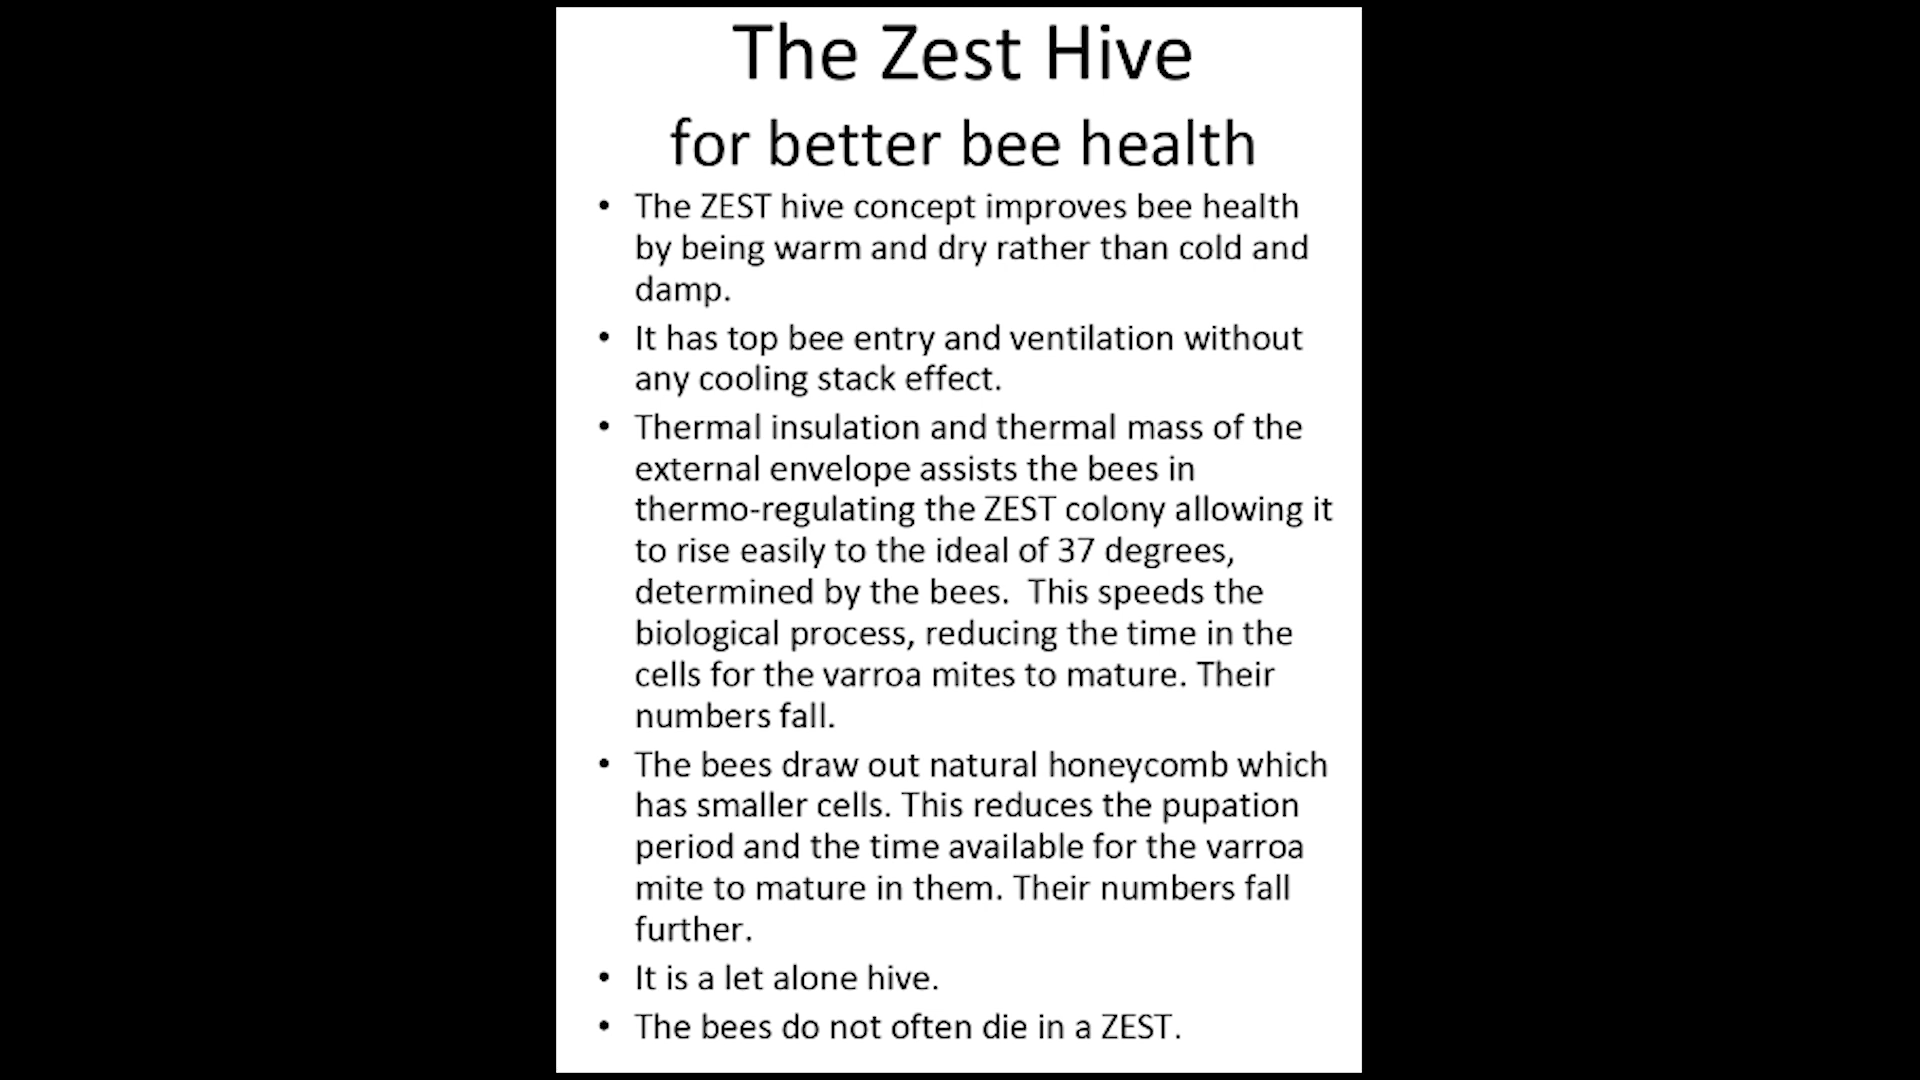 The Zest Hive
for better bee health
• The ZEST hive concept improves bee health
by being warm and dry rather than cold and
damp.
• It has top bee entry and ventilation without
any cooling stack effect.
• Thermal insulation and thermal mass of the
external envelope assists the bees in
thermo-regulating the ZEST colony allowing it
to rise easily to the ideal of 37 degrees,
determined by the bees.  This speeds the
biological process, reducing the time in the
cells for the varroa mites to mature. Their
numbers fall.
• The bees draw out natural honeycomb which
has smaller cells. This reduces the pupation
period and the time available for the varroa
mite to mature in them. Their numbers fall
further.
• It is a let alone hive.
• The bees do not often die in a ZEST.